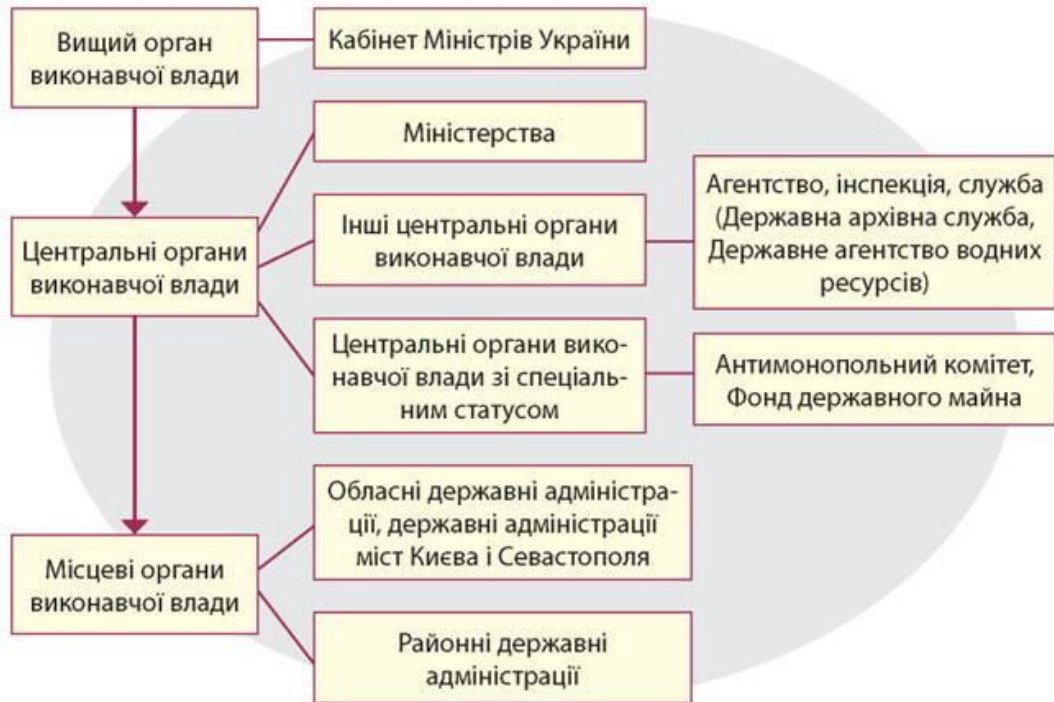 Вищий орган
виконавчої влади
Кабінет Міністрів України
Міністерства
Центральні органи
виконавчої влади
Інші центральні органи
виконавчої влади
Агентство, інспекція, служба
(Державна архівна служба,
Державне агентство водних
ресурсів)
Центральні органи вико-
навчої влади зі спеціаль-
ним статусом
Антимонопольний комітет,
Фонд державного майна
Місцеві органи
виконавчої влади
Обласні державні адміністра-
ції, державні адміністрації
міст Києва і Севастополя
Районні державні
адміністрації